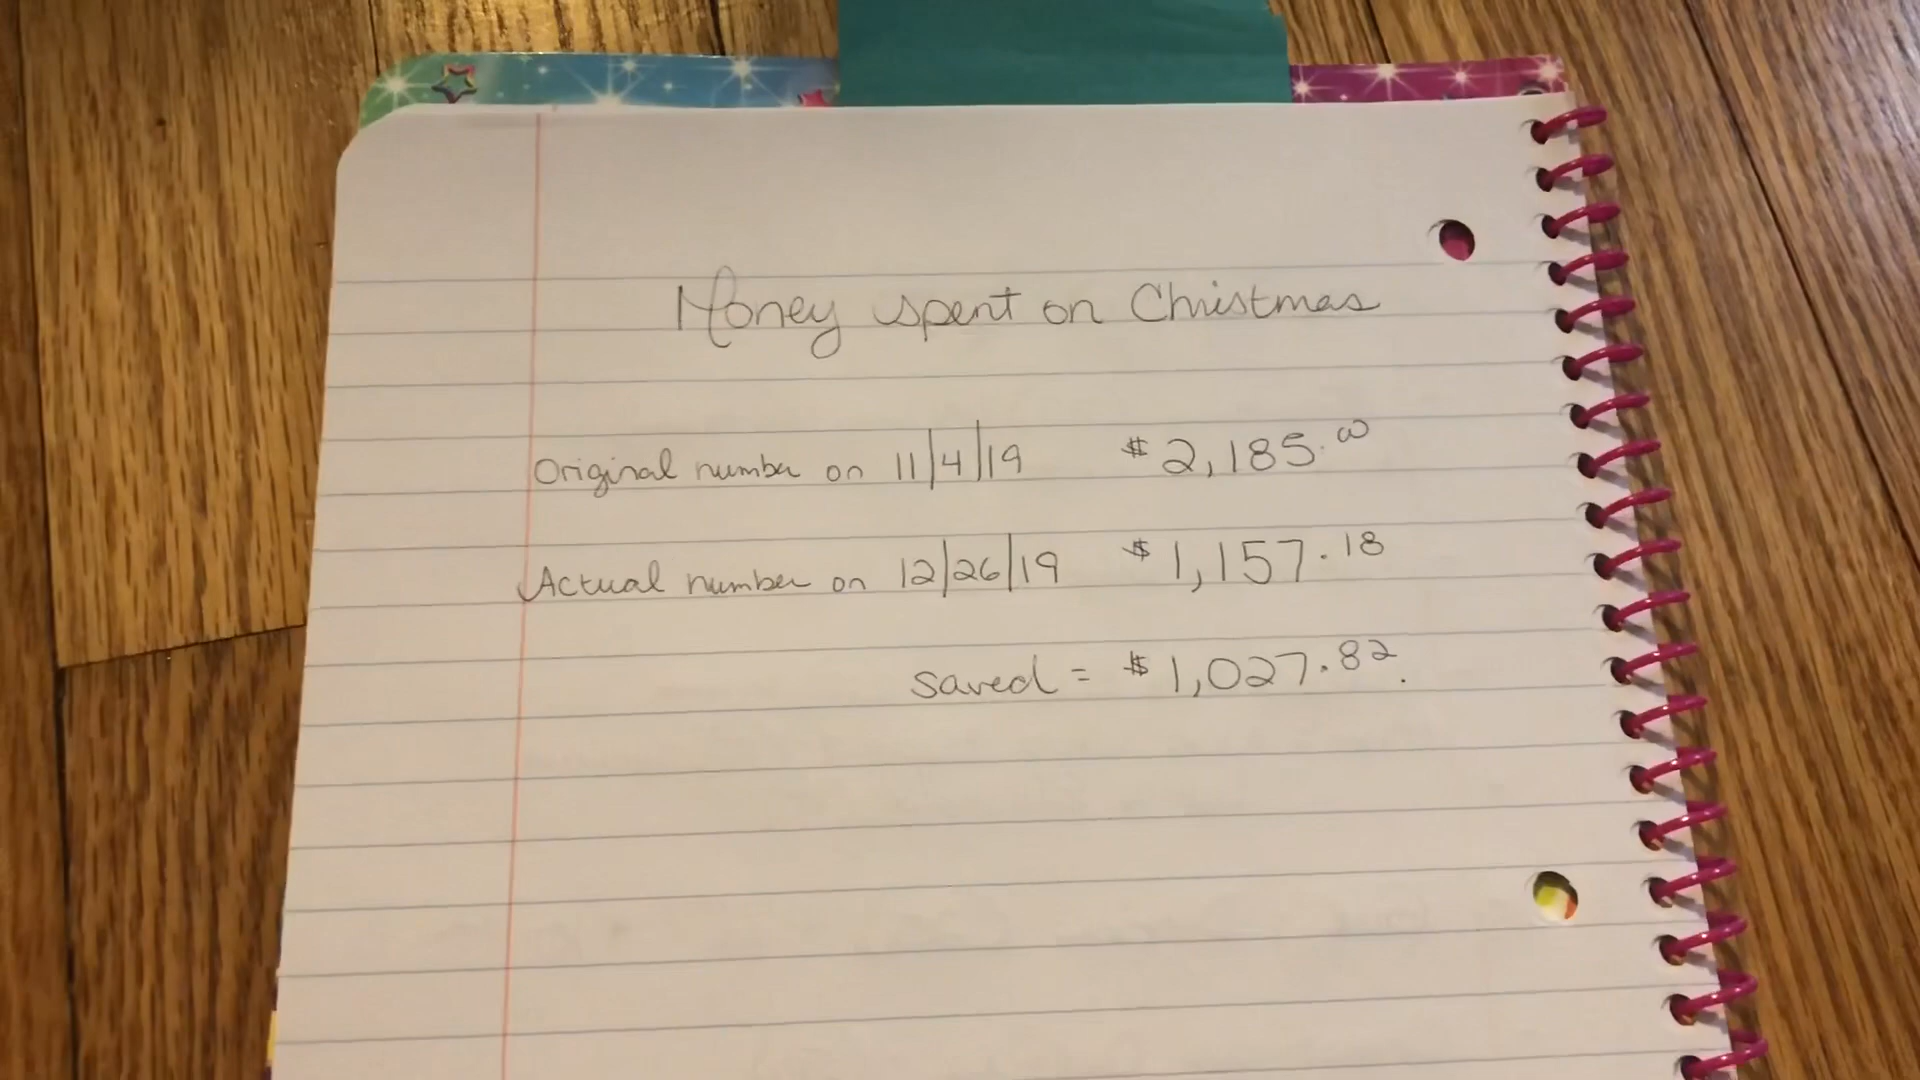 Money spent on Christmas
Original number on 11/4/19 $2,185.00
Actual number on 12/26/19 $1,157.18
saved = $1,027.82.